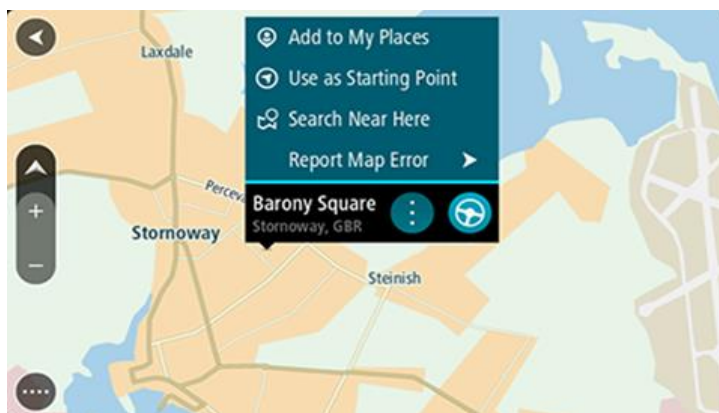 Add to My Places
Laxdale
Use as Starting Point
Search Near Here
Report Map Error
Perceva
Barony Square
Stornoway, GBR
Stornoway
Steinish